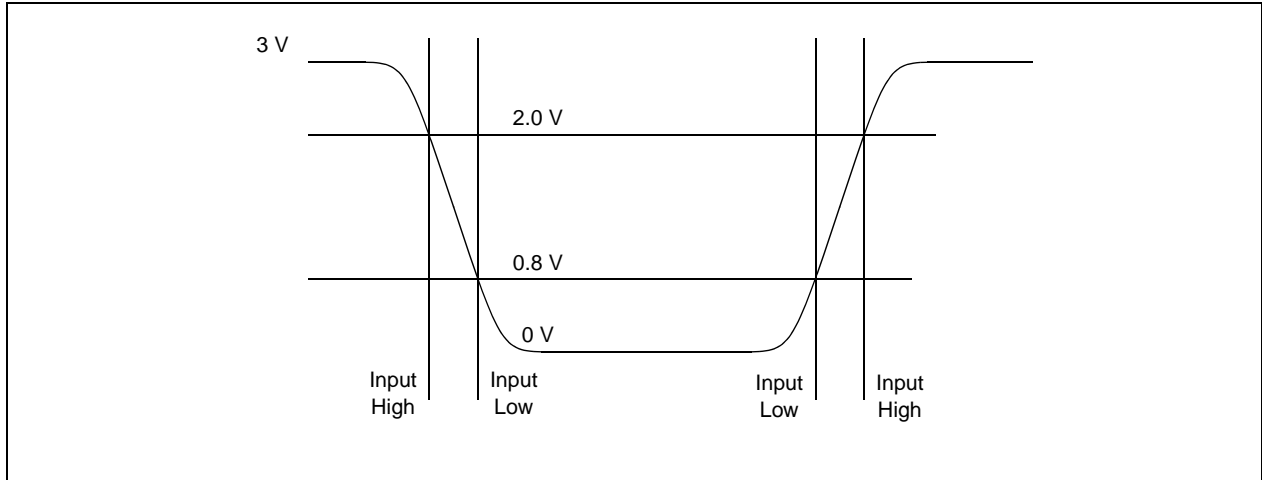 3 V
2.0 V
0.8 V
0 V
Input
High
Input
Low
Input
Low
Input
High